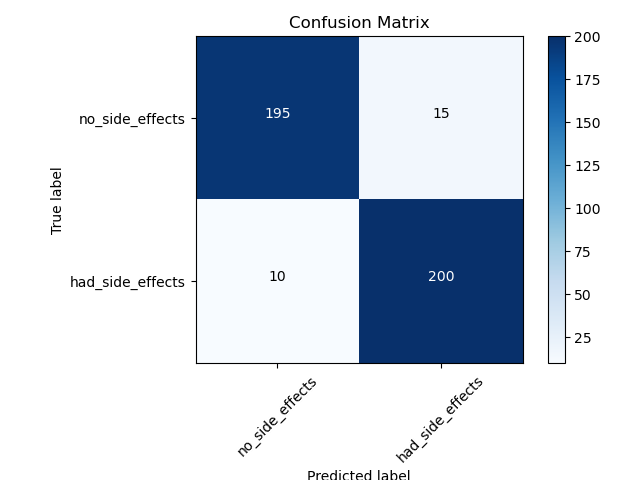 Confusion Matrix
True label
no_side_effects
had_side_effects
195
15
10
200
200
175
150
125
100
75
50
25
no_side_effects
had_side_effects
Predicted label